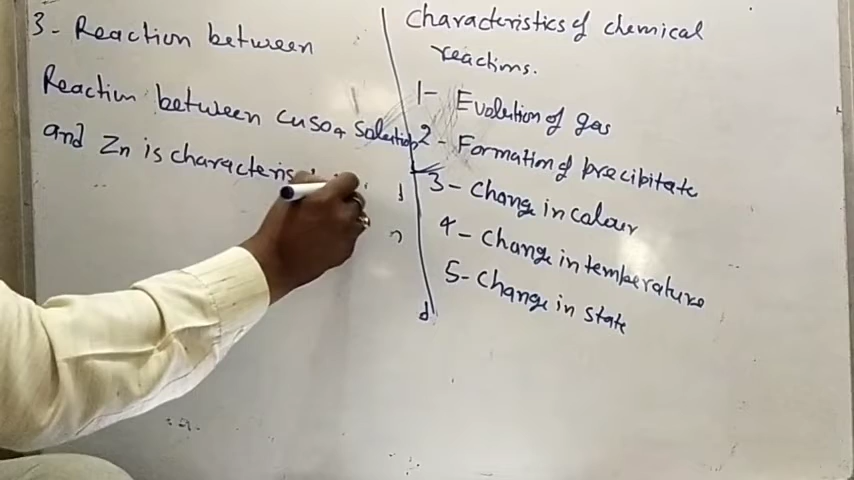 3 - Reaction between
Reaction between CuSO4 Solution
and Zn is characteris
Characteristics of chemical
reactions.
1 - Evolution of gas
2 - Formation of precibitate
3 - Change in colour
4 - Change in temperature
5 - Change in state